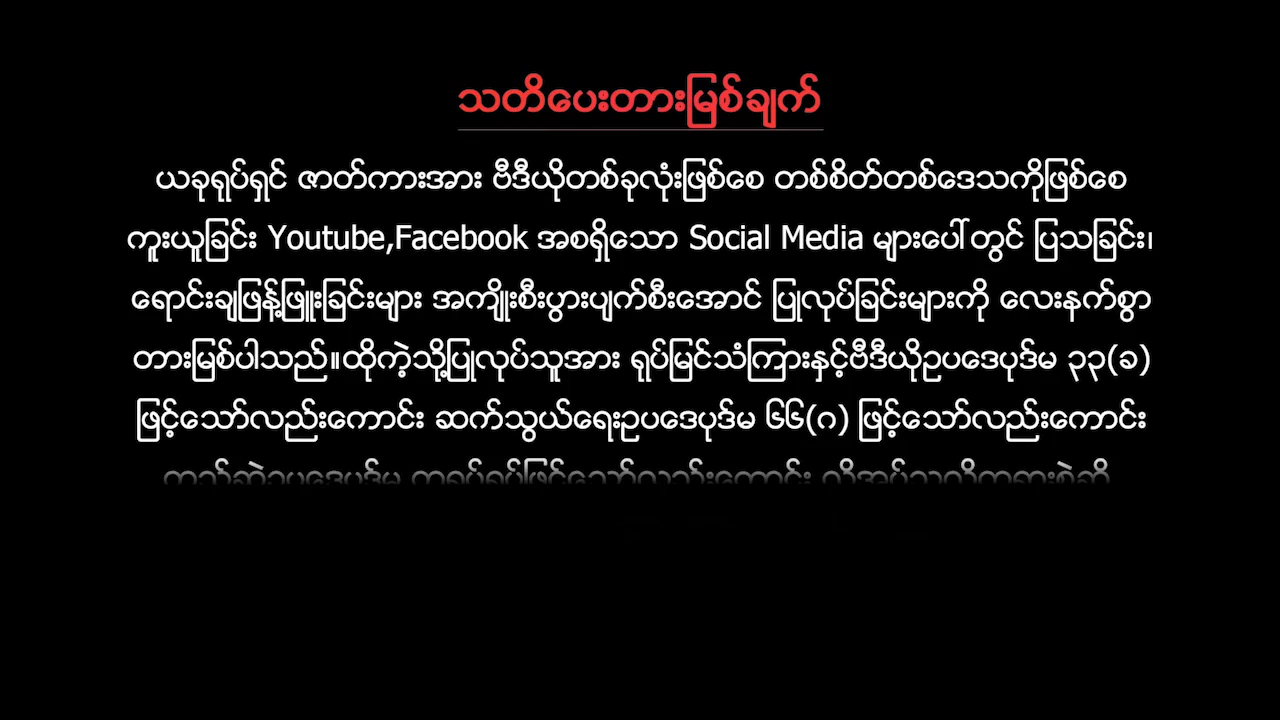 သတိပေးတားမြစ်ချက်
ယခုရုပ်ရှင် ဇာတ်ကားအား ဗီဒီယိုတစ်ခုလုံးဖြစ်စေ တစ်စိတ်တစ်ဒေသကိုဖြစ်စေ
ကူးယူခြင်း Youtube,Facebook အစရှိသော Social Media များပေါ်တွင် ပြသခြင်း၊
ရောင်းချဖြန့်ဖြူးခြင်းများ အကျိုးစီးပွားပျက်စီးအောင် ပြုလုပ်ခြင်းများကို လေးနက်စွာ
တားမြစ်ပါသည်။ထိုကဲ့သို့ပြုလုပ်သူအား ရုပ်မြင်သံကြားနှင့်ဗီဒီယိုဥပဒေပုဒ်မ ၃၃(ခ)
ဖြင့်သော်လည်းကောင်း ဆက်သွယ်ရေးဥပဒေပုဒ်မ ၆၆(ဂ) ဖြင့်သော်လည်းကောင်း